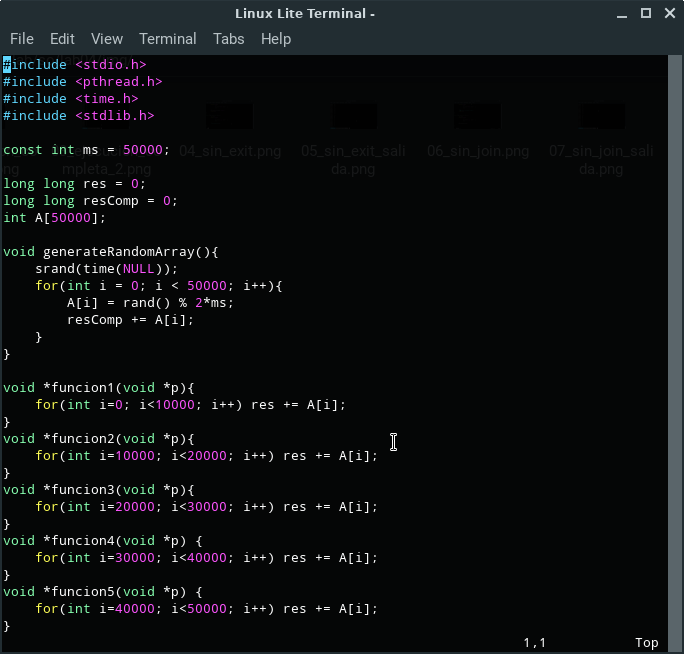 Linux Lite Terminal -
File Edit View Terminal Tabs Help
#include <stdio.h>
#include <pthread.h>
#include <time.h>
#include <stdlib.h>
04_sin_exit.png 05_sin_exit_sali 06_sin_join.png 07_sin_join_sali
const int ms = 50000;
ng mpleta_2.png da.png da.png
long long res = 0;
long long resComp = 0;
int A[50000];
void generateRandomArray(){
    srand(time(NULL));
    for(int i = 0; i < 50000; i++){
        A[i] = rand() % 2*ms;
        resComp += A[i];
    }
}
void *funcion1(void *p){
    for(int i=0; i<10000; i++) res += A[i];
}
void *funcion2(void *p){
    for(int i=10000; i<20000; i++) res += A[i];
}
void *funcion3(void *p){
    for(int i=20000; i<30000; i++) res += A[i];
}
void *funcion4(void *p) {
    for(int i=30000; i<40000; i++) res += A[i];
}
void *funcion5(void *p) {
    for(int i=40000; i<50000; i++) res += A[i];
}
1,1 Top